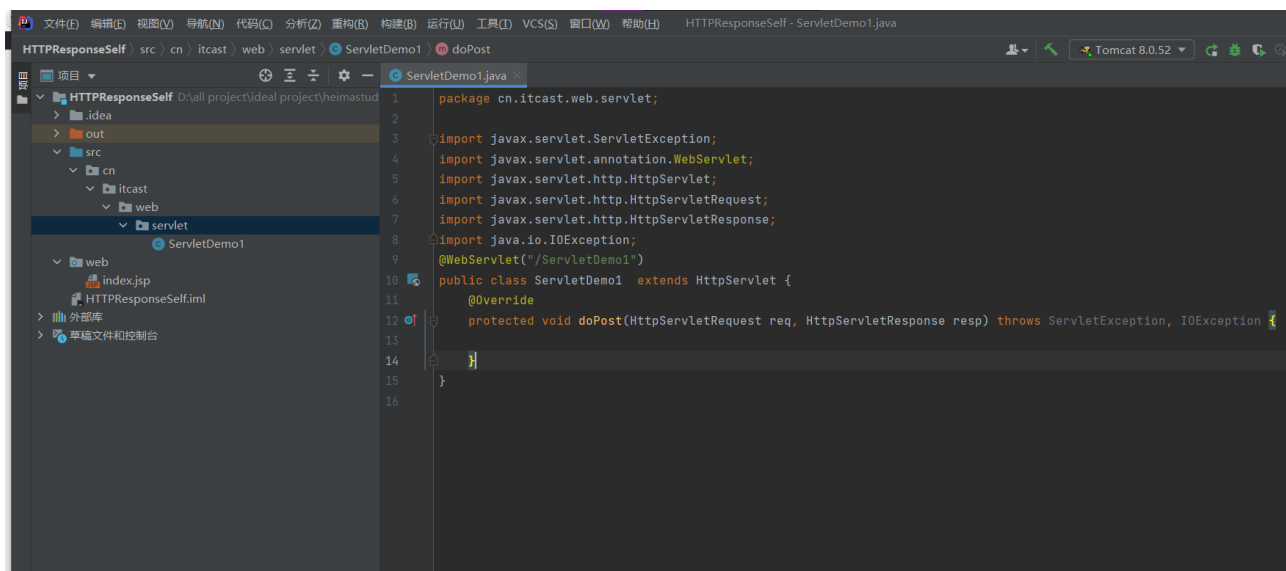 文件(F) 编辑(E) 视图(V) 导航(N) 代码(C) 分析(Z) 重构(R) 构建(B) 运行(U) 工具(T) VCS(S) 窗口(W) 帮助(H) HTTPResponseSelf - ServletDemo1.java
HTTPResponseSelf src cn itcast web servlet ServletDemo1 doPost Tomcat 8.0.52
项目
项目
ServletDemo1.java
HTTPResponseSelf D:\all project\ideal project\heimastud
.idea
out
src
cn
itcast
web
servlet
ServletDemo1
web
index.jsp
HTTPResponseSelf.iml
外部库
草稿文件和控制台
1 package cn.itcast.web.servlet;
2
3 import javax.servlet.ServletException;
4 import javax.servlet.annotation.WebServlet;
5 import javax.servlet.http.HttpServlet;
6 import javax.servlet.http.HttpServletRequest;
7 import javax.servlet.http.HttpServletResponse;
8 import java.io.IOException;
9 @WebServlet("/ServletDemo1")
10 public class ServletDemo1 extends HttpServlet {
11 @Override
12 protected void doPost(HttpServletRequest req, HttpServletResponse resp) throws ServletException, IOException {
13
14 }
15 }
16